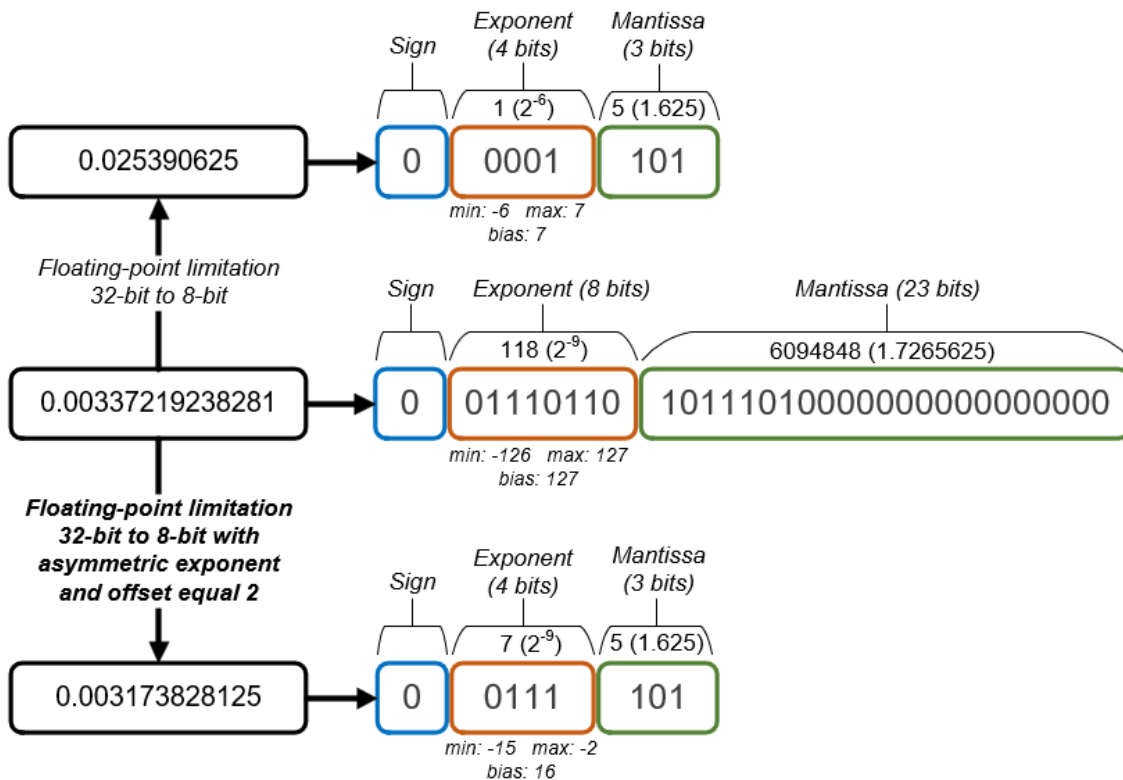 Sign
Exponent
(4 bits)
Mantissa
(3 bits)
1 (2^-6)
5 (1.625)
0.025390625
0
0001
101
min: -6 max: 7
bias: 7
Floating-point limitation
32-bit to 8-bit
Sign
Exponent (8 bits)
Mantissa (23 bits)
118 (2^-9)
6094848 (1.7265625)
0.00337219238281
0
01110110
10111010000000000000000
min: -126 max: 127
bias: 127
Floating-point limitation
32-bit to 8-bit with
asymmetric exponent
and offset equal 2
Sign
Exponent
(4 bits)
Mantissa
(3 bits)
7 (2^-9)
5 (1.625)
0.003173828125
0
0111
101
min: -15 max: -2
bias: 16